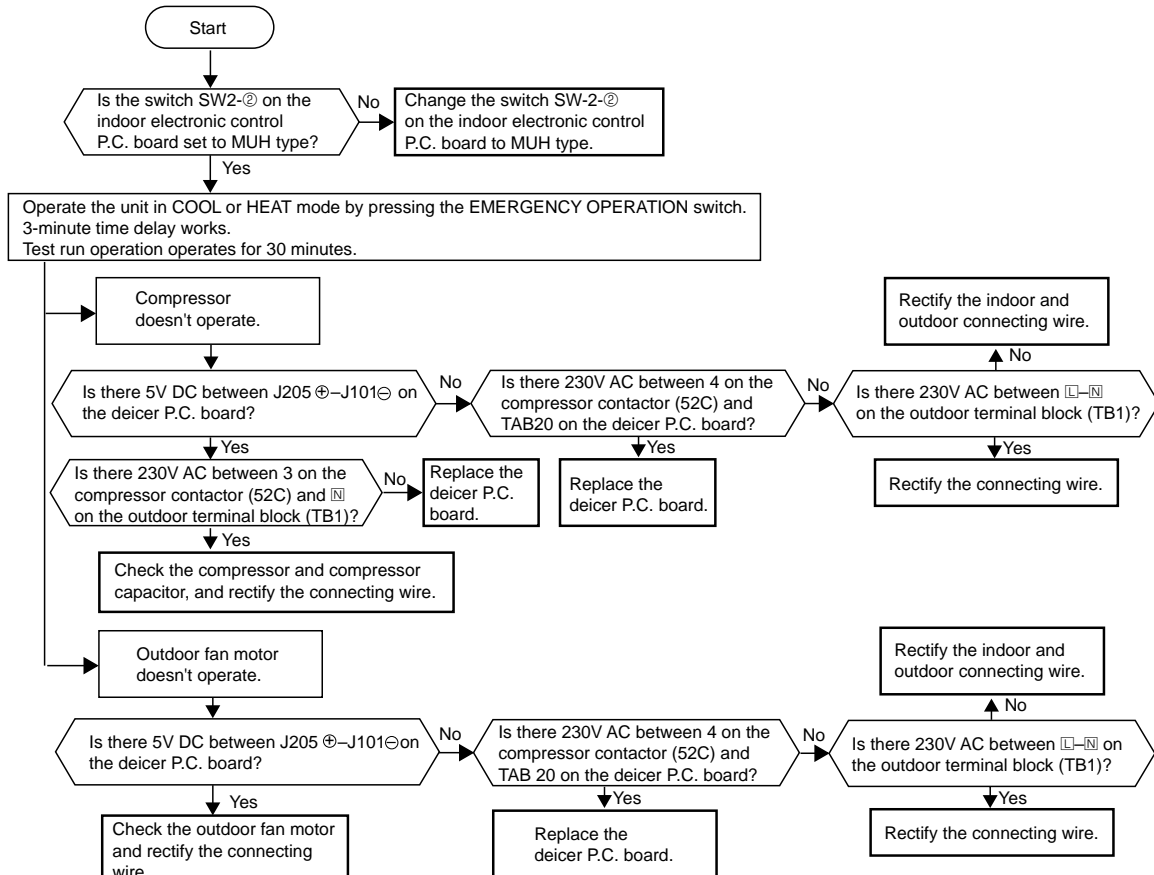 Start
Is the switch SW2-② on the
indoor electronic control
P.C. board set to MUH type?
No
Change the switch SW-2-②
on the indoor electronic control
P.C. board to MUH type.
Yes
Operate the unit in COOL or HEAT mode by pressing the EMERGENCY OPERATION switch.
3-minute time delay works.
Test run operation operates for 30 minutes.
Compressor
doesn't operate.
Is there 5V DC between J205 ⊕–J101⊖ on
the deicer P.C. board?
No
Is there 230V AC between 4 on the
compressor contactor (52C) and
TAB20 on the deicer P.C. board?
No
Is there 230V AC between 🄻–🄽
on the outdoor terminal block (TB1)?
No
Rectify the indoor and
outdoor connecting wire.
Yes
Rectify the connecting wire.
Yes
Replace the
deicer P.C. board.
Yes
Is there 230V AC between 3 on the
compressor contactor (52C) and 🄽
on the outdoor terminal block (TB1)?
No
Replace the
deicer P.C.
board.
Yes
Check the compressor and compressor
capacitor, and rectify the connecting wire.
Outdoor fan motor
doesn't operate.
Is there 5V DC between J205 ⊕–J101⊖on
the deicer P.C. board?
No
Is there 230V AC between 4 on the
compressor contactor (52C) and
TAB 20 on the deicer P.C. board?
No
Is there 230V AC between 🄻–🄽 on
the outdoor terminal block (TB1)?
No
Rectify the indoor and
outdoor connecting wire.
Yes
Rectify the connecting wire.
Yes
Replace the
deicer P.C. board.
Yes
Check the outdoor fan motor
and rectify the connecting
wire